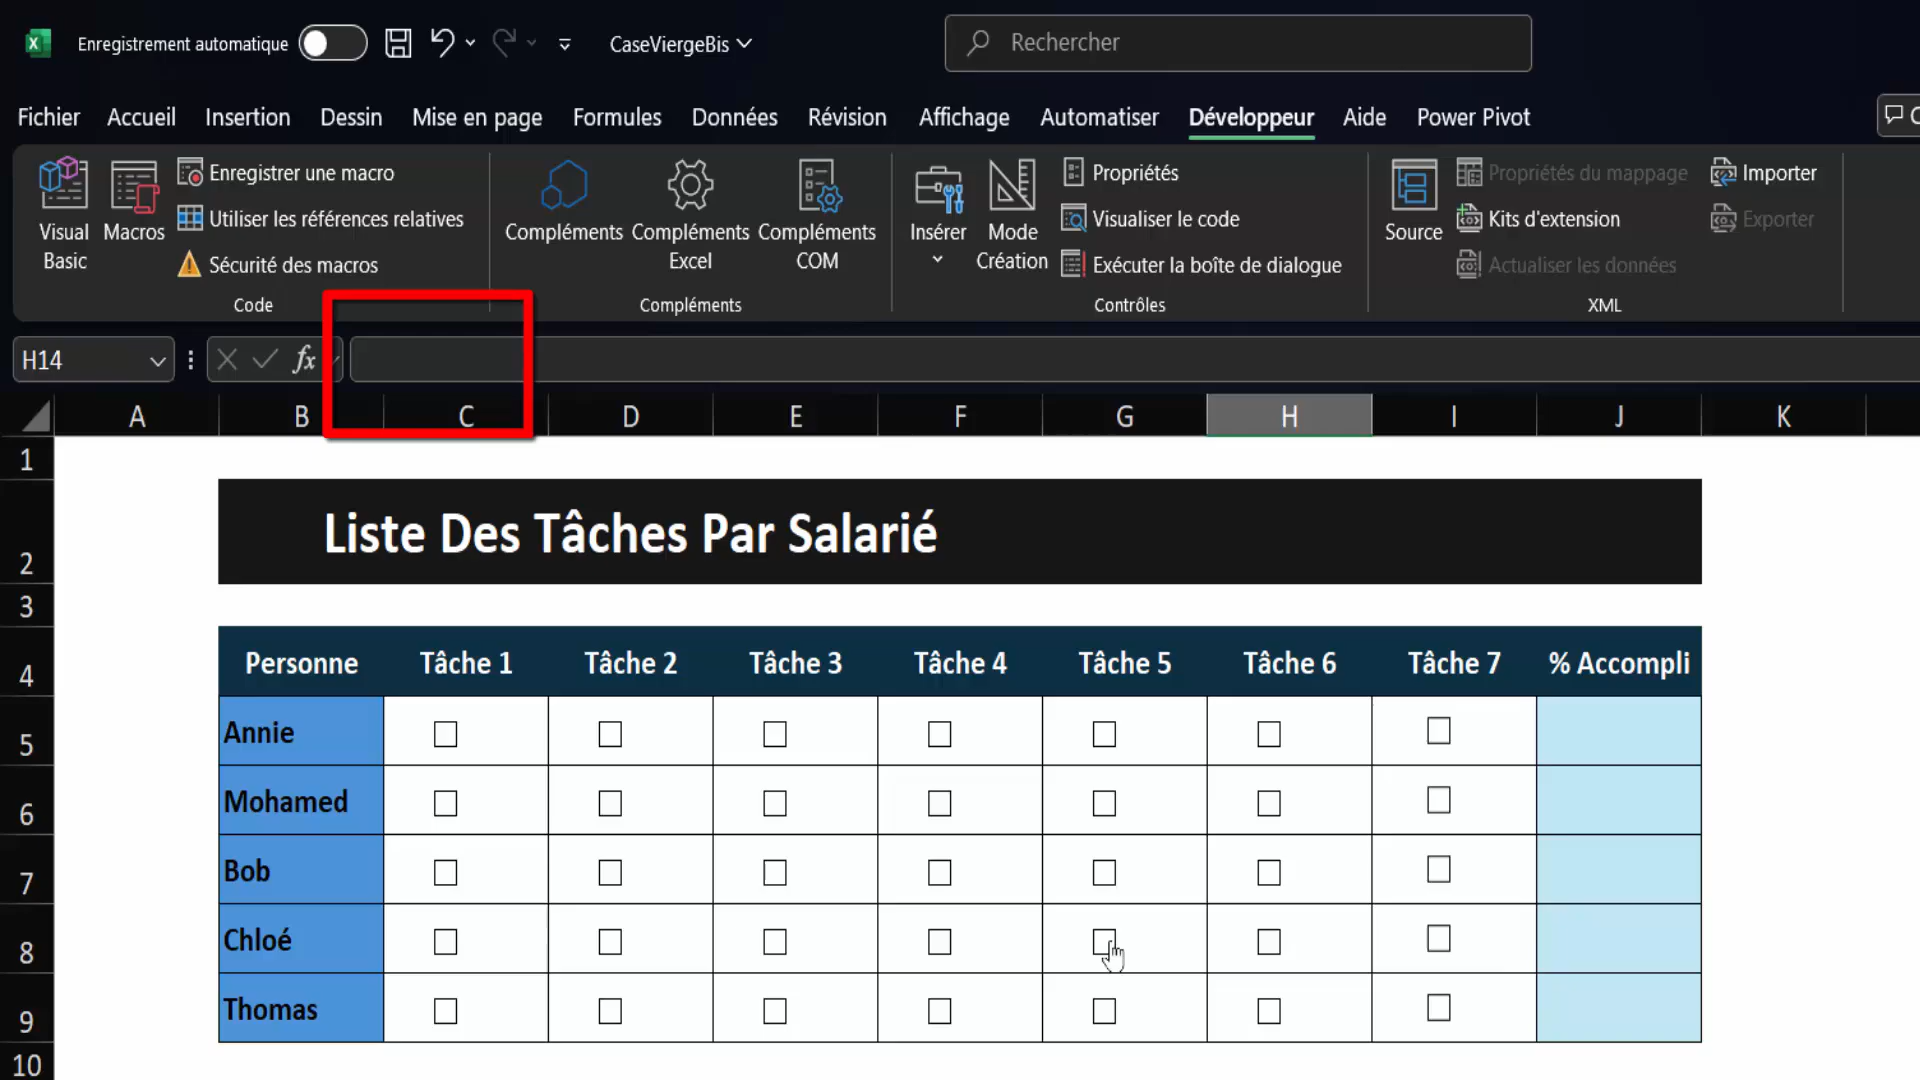 Enregistrement automatique
CaseViergeBis
Rechercher
Fichier Accueil Insertion Dessin Mise en page Formules Données Révision Affichage Automatiser Développeur Aide Power Pivot
Visual Basic
Macros
Enregistrer une macro
Utiliser les références relatives
Sécurité des macros
Code
Compléments
Compléments Excel
Compléments COM
Compléments
Insérer
Mode Création
Propriétés
Visualiser le code
Exécuter la boîte de dialogue
Contrôles
Source
Propriétés du mappage
Kits d'extension
Actualiser les données
Importer
Exporter
XML
H14 fx
A B C D E F G H I J K
1
2 Liste Des Tâches Par Salarié
3
4 Personne Tâche 1 Tâche 2 Tâche 3 Tâche 4 Tâche 5 Tâche 6 Tâche 7 % Accompli
5 Annie
6 Mohamed
7 Bob
8 Chloé
9 Thomas
10